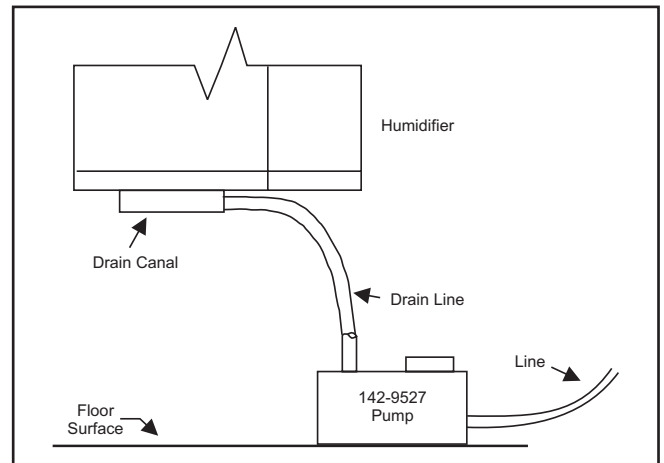 Humidifier
Drain Canal
Drain Line
Line
142-9527
Pump
Floor
Surface